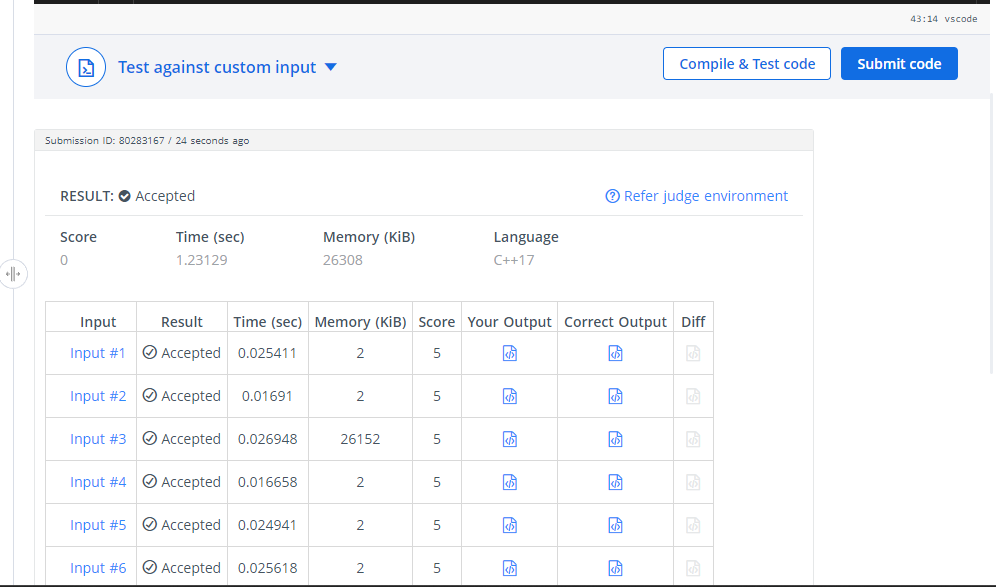 43:14 vscode
Test against custom input
Compile & Test code
Submit code
Submission ID: 80283167 / 24 seconds ago
RESULT: Accepted
Refer judge environment
Score Time (sec) Memory (KiB) Language
0 1.23129 26308 C++17
Input Result Time (sec) Memory (KiB) Score Your Output Correct Output Diff
Input #1 Accepted 0.025411 2 5
Input #2 Accepted 0.01691 2 5
Input #3 Accepted 0.026948 26152 5
Input #4 Accepted 0.016658 2 5
Input #5 Accepted 0.024941 2 5
Input #6 Accepted 0.025618 2 5